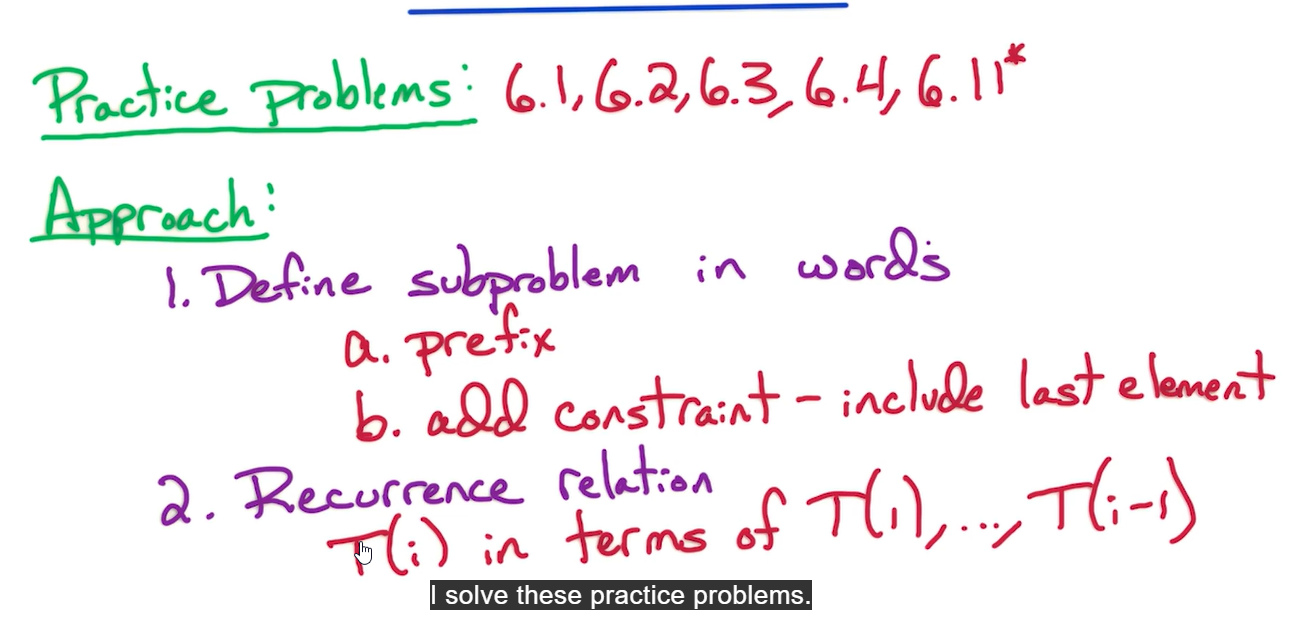 Practice problems: 6.1, 6.2, 6.3, 6.4, 6.11*
Approach:
1. Define subproblem in words
a. prefix
b. add constraint - include last element
2. Recurrence relation
T(i) in terms of T(1), ..., T(i-1)
I solve these practice problems.